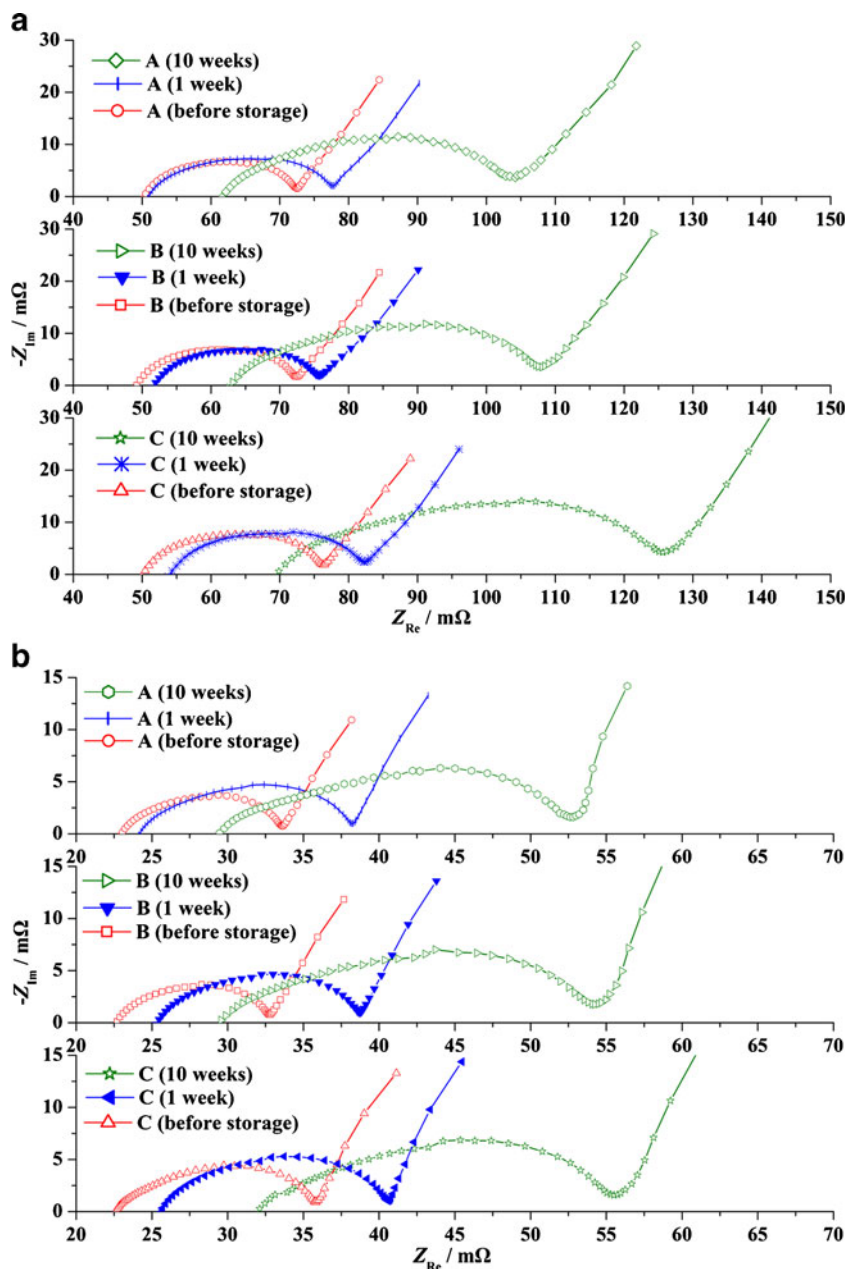 a
30
20
10
0
A (10 weeks)
A (1 week)
A (before storage)
40 50 60 70 80 90 100 110 120 130 140 150
30
20
10
0
B (10 weeks)
B (1 week)
B (before storage)
-Z_Im / mΩ
40 50 60 70 80 90 100 110 120 130 140 150
20
10
0
C (10 weeks)
C (1 week)
C (before storage)
40 50 60 70 80 90 100 110 120 130 140 150
Z_Re / mΩ
b
15
10
5
0
A (10 weeks)
A (1 week)
A (before storage)
20 25 30 35 40 45 50 55 60 65 70
15
10
5
0
B (10 weeks)
B (1 week)
B (before storage)
-Z_Im / mΩ
20 25 30 35 40 45 50 55 60 65 70
15
10
5
0
C (10 weeks)
C (1 week)
C (before storage)
20 25 30 35 40 45 50 55 60 65 70
Z_Re / mΩ